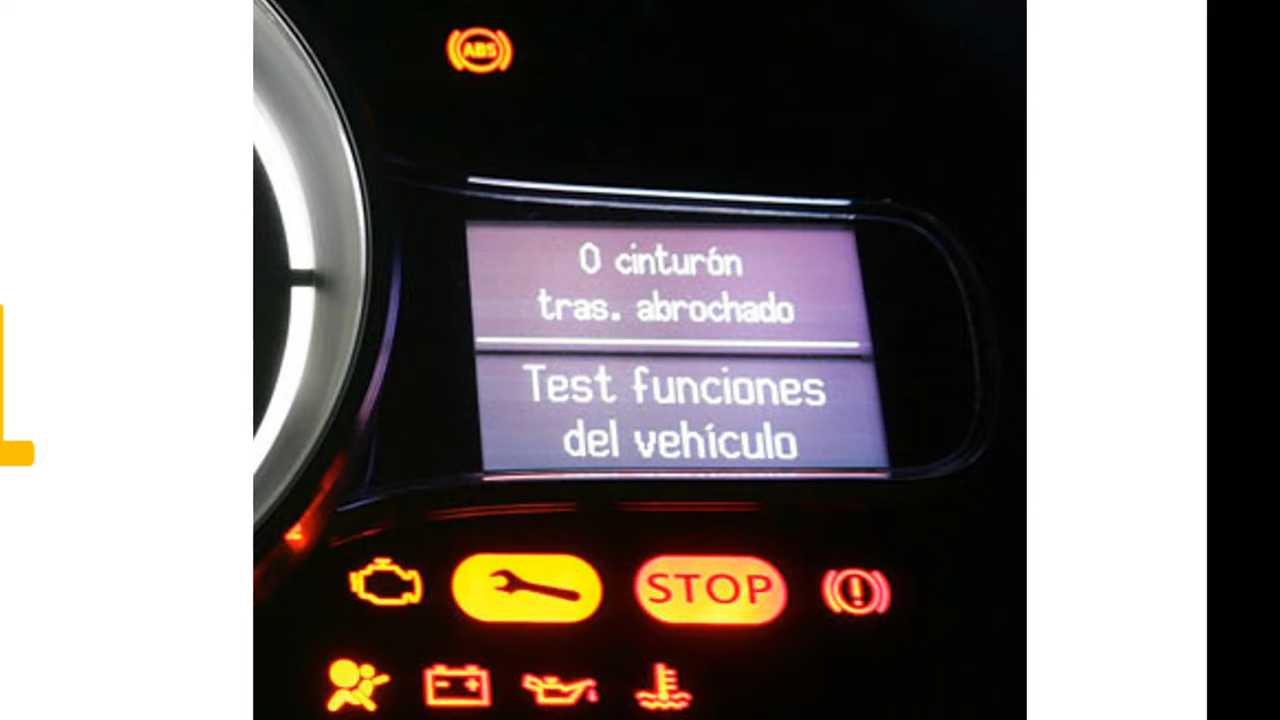 ABS
0 cinturón
tras. abrochado
Test funciones
del vehículo
STOP